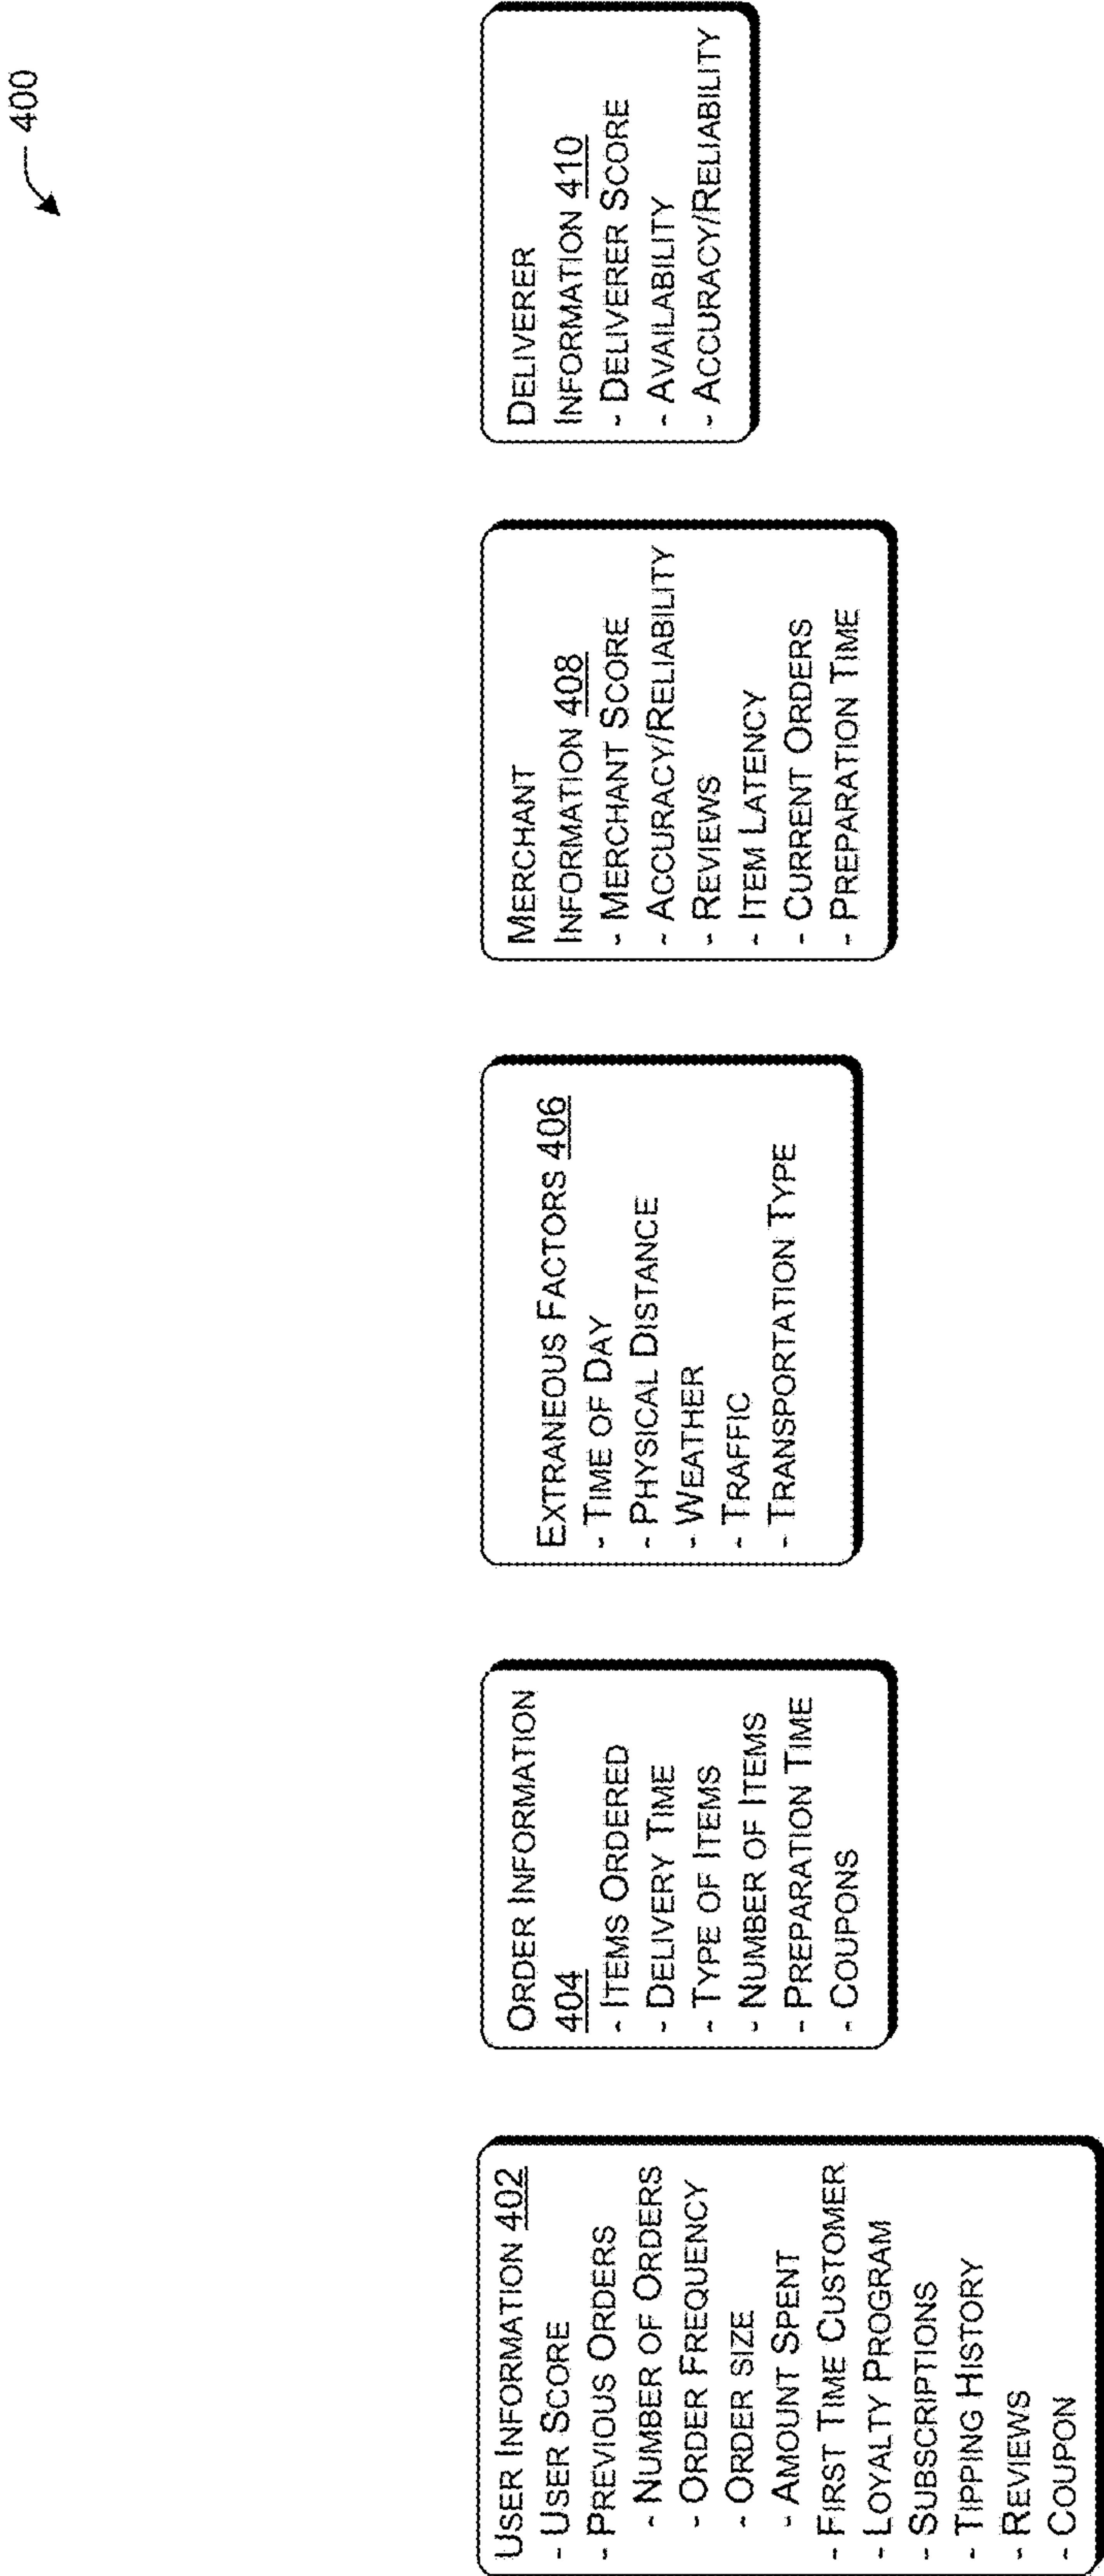 400
USER INFORMATION 402
- USER SCORE
- PREVIOUS ORDERS
- NUMBER OF ORDERS
- ORDER FREQUENCY
- ORDER SIZE
- AMOUNT SPENT
- FIRST TIME CUSTOMER
- LOYALTY PROGRAM
- SUBSCRIPTIONS
- TIPPING HISTORY
- REVIEWS
- COUPON
ORDER INFORMATION
404
- ITEMS ORDERED
- DELIVERY TIME
- TYPE OF ITEMS
- NUMBER OF ITEMS
- PREPARATION TIME
- COUPONS
EXTRANEOUS FACTORS 406
- TIME OF DAY
- PHYSICAL DISTANCE
- WEATHER
- TRAFFIC
- TRANSPORTATION TYPE
MERCHANT
INFORMATION 408
- MERCHANT SCORE
- ACCURACY/RELIABILITY
- REVIEWS
- ITEM LATENCY
- CURRENT ORDERS
- PREPARATION TIME
DELIVERER
INFORMATION 410
- DELIVERER SCORE
- AVAILABILITY
- ACCURACY/RELIABILITY